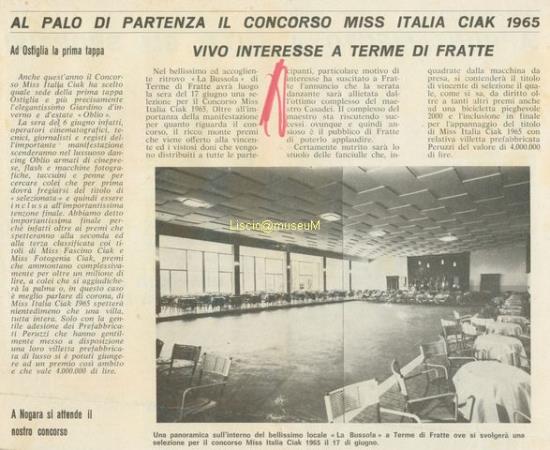 AL PALO DI PARTENZA IL CONCORSO MISS ITALIA CIAK 1965
Ad Ostiglia la prima tappa
Anche quest'anno il Concor-
so Miss Italia Ciak ha scelto
quale sede della prima tappa
Ostiglia e più precisamente
l'elegantissimo Giardino d'in-
verno e d'estate « Oblio ».
La sera del 6 giugno infatti,
operatori cinematografici, tec-
nici, giornalisti e registi del-
l'importante manifestazione
scenderanno nel lussuoso dan-
cing Oblio armati di cinepre-
se, flash e macchine fotogra-
fiche, taccuini e penne per
cercare colei che per prima
dovrà fregiarsi del titolo di
« selezionata » e quindi essere
inclusa all'importantissima
tenzone finale. Abbiamo detto
importantissima finale per-
chè infatti oltre ai premi che
spetteranno alla seconda ed
alla terza classificata coi ti-
toli di Miss Fascino Ciak e
Miss Fotogenia Ciak, premi
che ammontano complessiva-
mente per oltre un milione di
lire, a colei che si aggiudiche-
rà la palma o, in questo caso
è meglio parlare di corona, di
Miss Italia Ciak 1965 spetterà
nientedimeno che una villa,
tutta intera. Solo con la gen-
tile adesione dei Prefabbrica-
ti Peruzzi che hanno gentil-
mente messo a disposizione
una loro villetta prefabbrica-
ta di lusso si è potuti giunge-
re ad un premio così ambito
e che vale 4.000.000 di lire.
A Nogara si attende il
nostro concorso
VIVO INTERESSE A TERME DI FRATTE
Nel bellissimo ed accoglien-
te ritrovo «La Bussola» di
Terme di Fratte avrà luogo
la sera del 17 giugno una se-
lezione per il Concorso Miss
Italia Ciak 1965. Oltre all'im-
portanza della manifestazione
per quanto riguarda il con-
corso, il ricco monte premi
che viene offerto alla vincen-
te ed i visoni doni che vengo-
no distribuiti a tutte le parte-
cipanti, particolare motivo di
interesse ha suscitato a Frat-
te l'annuncio che la serata
danzante sarà allietata dal-
l'ottimo complesso del mae-
stro Casadei. Il complesso del
maestro sta riscutendo suc-
cessi ovunque e quindi an-
sioso è il pubblico di Fratte
di poterlo applaudire.
Certamente nutrito sarà lo
stuolo delle fanciulle che, in-
quadrate dalla macchina da
presa, si contenderà il titolo
di vincente di selezione il qua-
le, come si sa, da diritto ol-
tre a tanti altri premi anche
ad una bicicletta pieghevole
2000 e l'inclusione in finale
per l'appannaggio del titolo
di Miss Italia Ciak 1965 con
relativa villetta prefabbricata
Peruzzi del valore di 4.000.000
di lire.
Liscio@museuM
Una panoramica sull'interno del bellissimo locale «La Bussola» a Terme di Fratte ove si svolgerà una
selezione per il concorso Miss Italia Ciak 1965 il 17 di giugno.